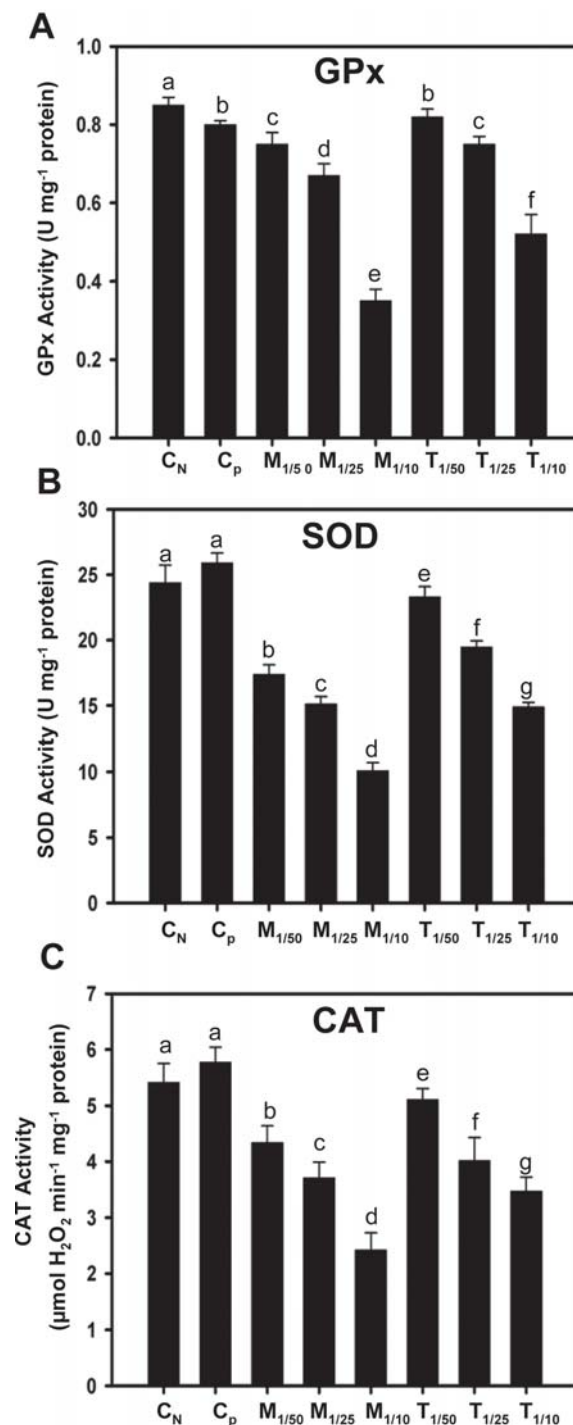 A
GPx
1.0
0.8
0.6
0.4
0.2
0.0
GPx Activity (U mg⁻¹ protein)
a b c d e b c f
C_N C_p M_1/5 0 M_1/25 M_1/10 T_1/50 T_1/25 T_1/10
B
SOD
30
25
20
15
10
5
0
SOD Activity (U mg⁻¹ protein)
a a b c d e f g
C_N C_p M_1/50 M_1/25 M_1/10 T_1/50 T_1/25 T_1/10
C
CAT
7
6
5
4
3
2
1
0
CAT Activity
(µmol H₂O₂ min⁻¹ mg⁻¹ protein)
a a b c d e f g
C_N C_p M_1/50 M_1/25 M_1/10 T_1/50 T_1/25 T_1/10